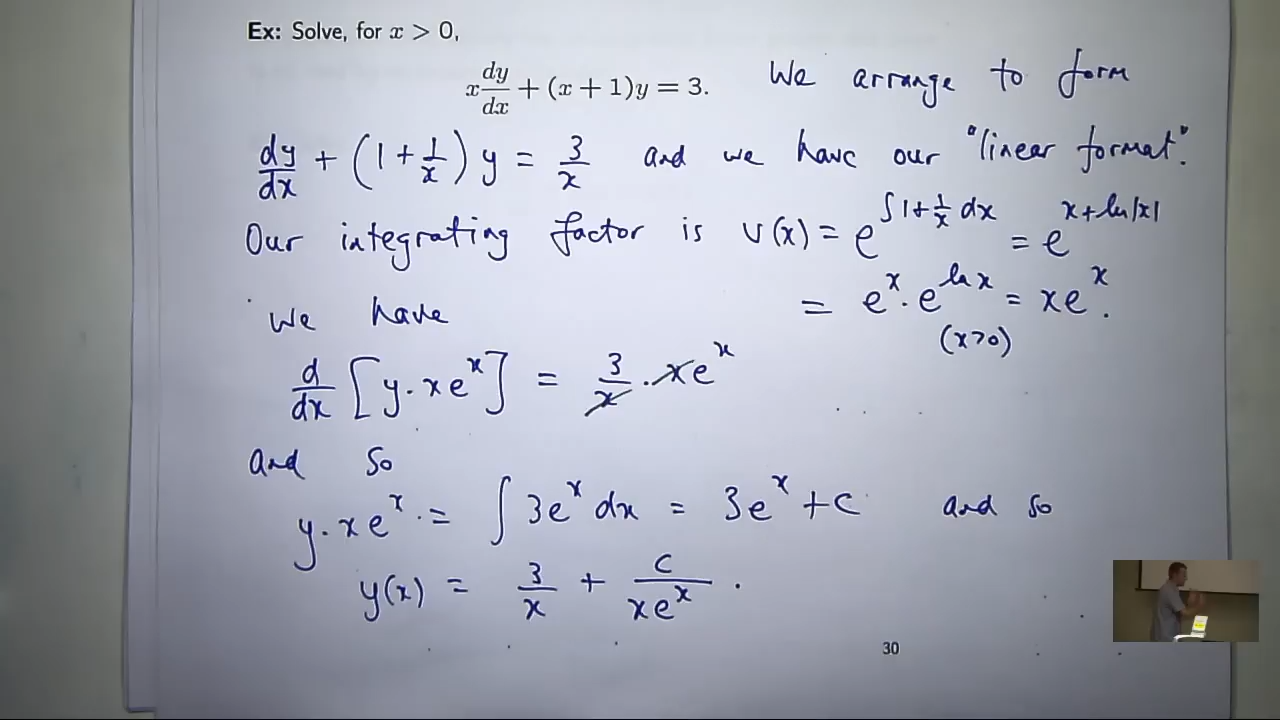 Ex: Solve, for x > 0,
x dy/dx + (x + 1)y = 3. We arrange to form
dy/dx + (1 + 1/x) y = 3/x and we have our "linear format".
Our integrating factor is v(x) = e^{∫1+1/x dx} = e^{x+ln|x|}
= e^x · e^{ln x} = xe^x.
(x>0)
We have
d/dx [y·xe^x] = 3/x · xe^x
and so
y·xe^x = ∫3e^x dx = 3e^x + C and so
y(x) = 3/x + C/(xe^x).
30